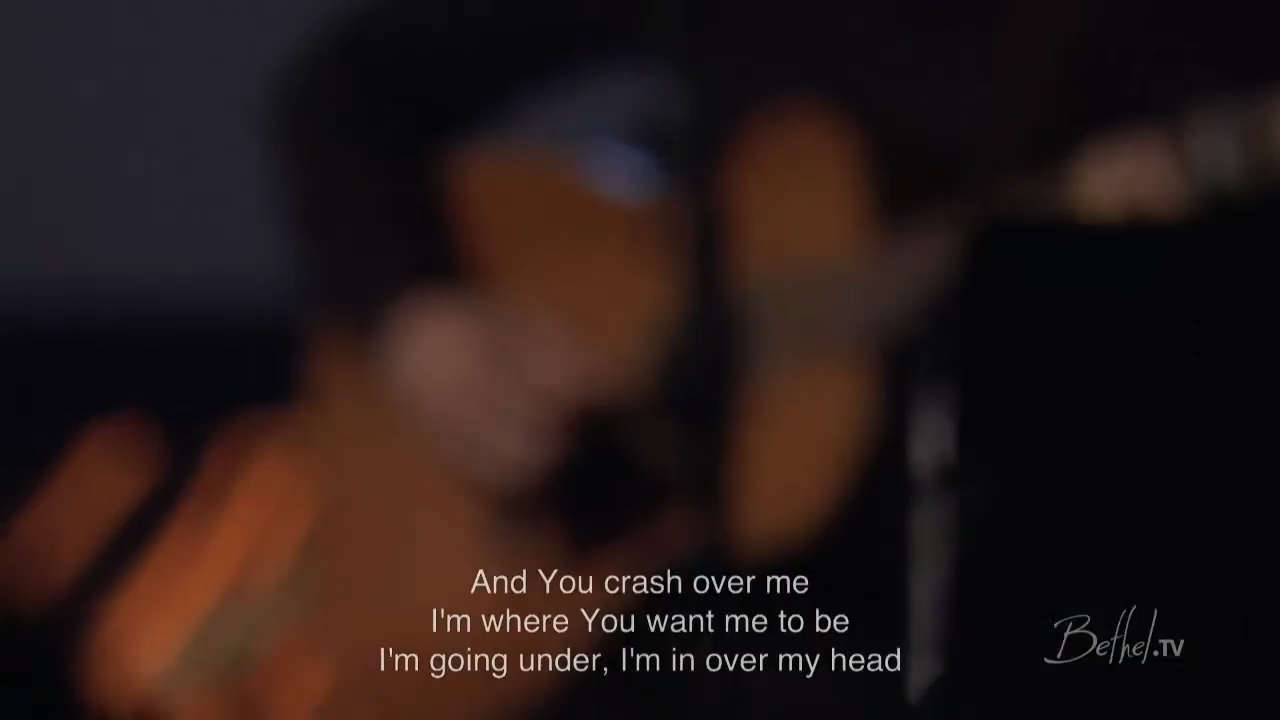 And You crash over me
I'm where You want me to be
I'm going under, I'm in over my head
Bethel.TV